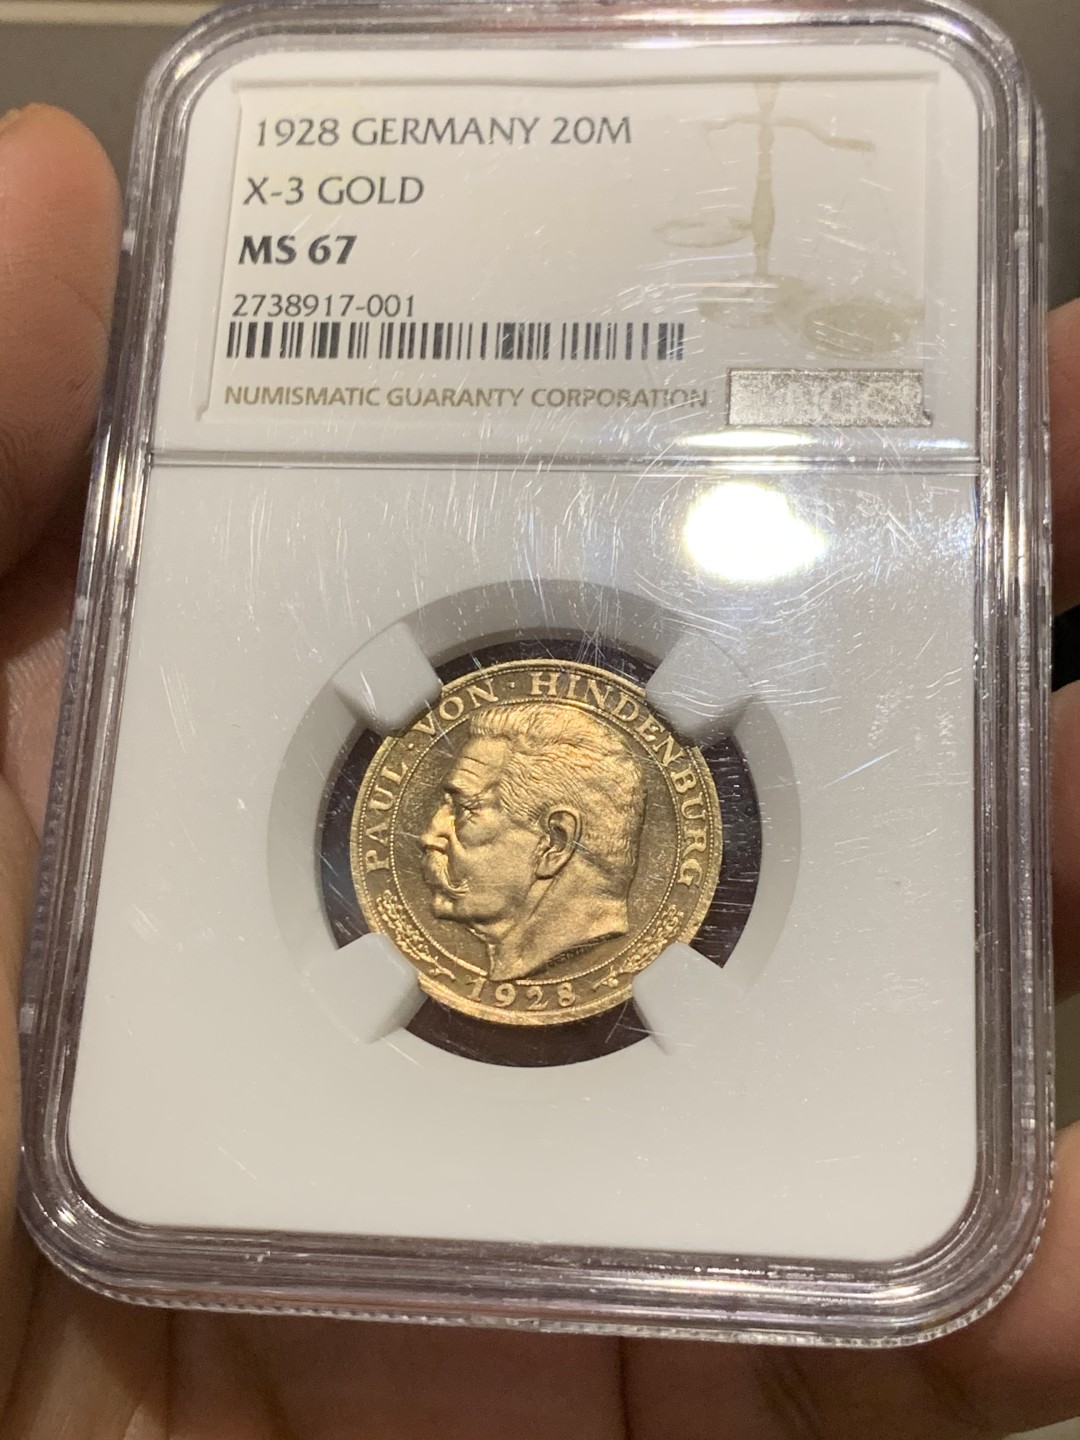 1928 GERMANY 20M
X-3 GOLD
MS 67
2738917-001
NUMISMATIC GUARANTY CORPORATION
PAUL · VON · HINDENBURG
1928